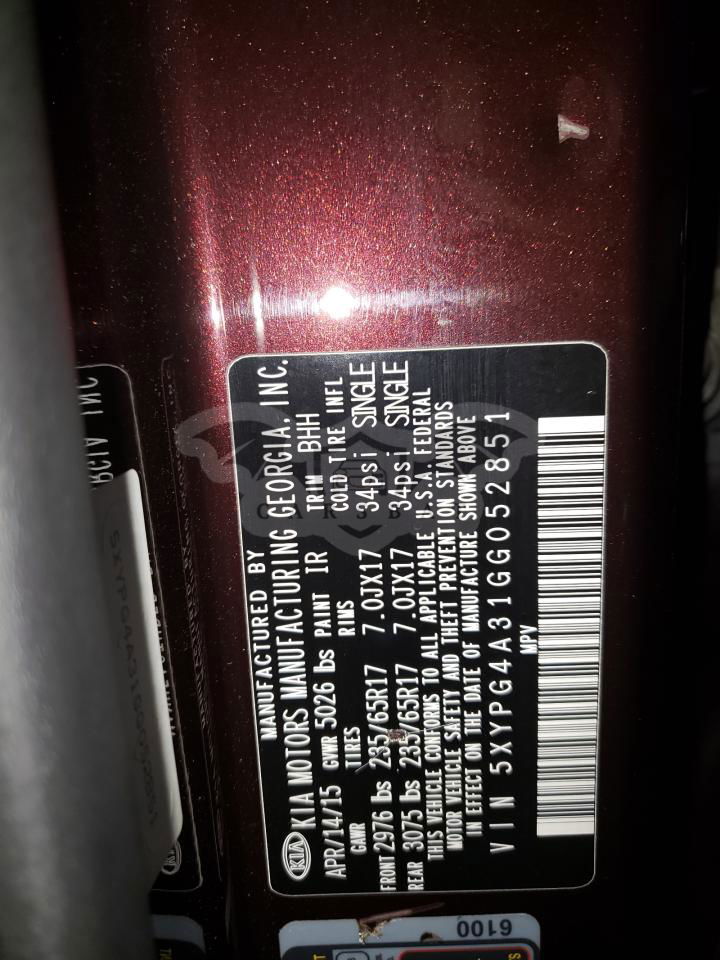 MANUFACTURED BY
KIA KIA MOTORS MANUFACTURING GEORGIA, INC.
APR/14/15 GVWR 5026 lbs PAINT IR TRIM BHH
GAWR TIRES RIMS COLD TIRE INFL
FRONT 2976 lbs 235/65R17 7.0JX17 34psi SINGLE
REAR 3075 lbs 235/65R17 7.0JX17 34psi SINGLE
THIS VEHICLE CONFORMS TO ALL APPLICABLE U.S.A. FEDERAL
MOTOR VEHICLE SAFETY AND THEFT PREVENTION STANDARDS
IN EFFECT ON THE DATE OF MANUFACTURE SHOWN ABOVE
VIN 5XYPG4A31GG052851
MPV
6100
CARSBG